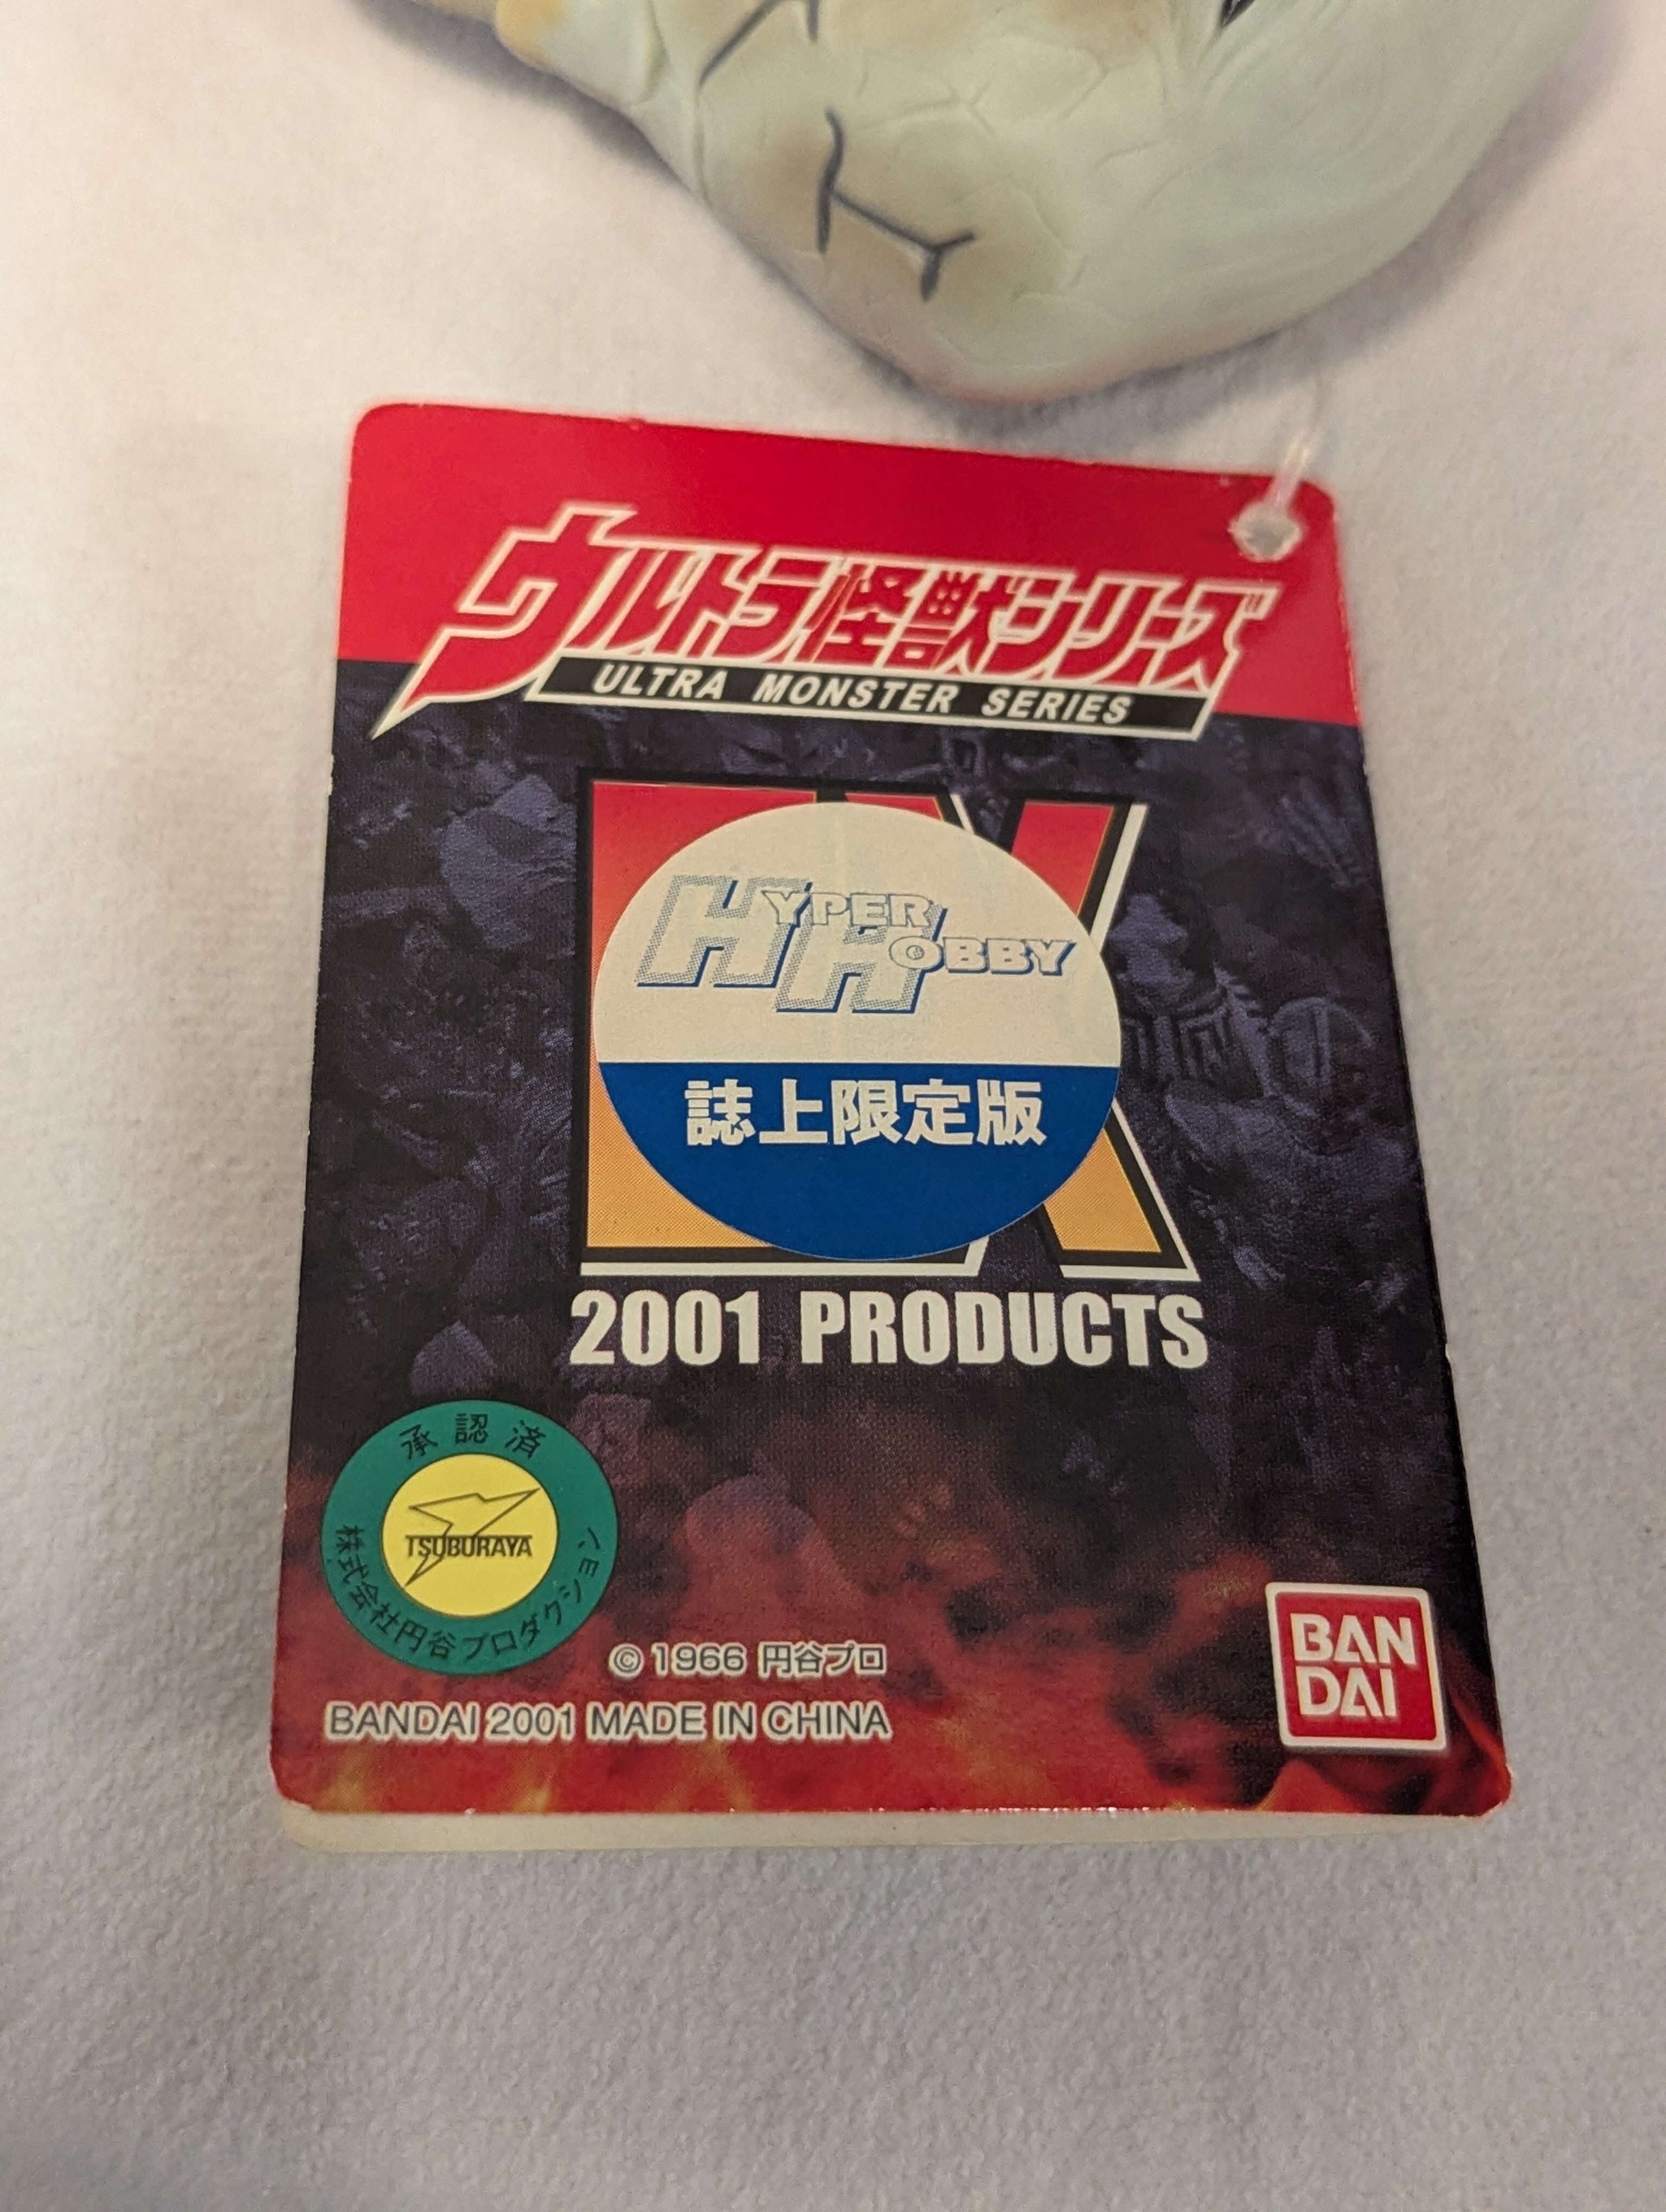 ウルトラ怪獣シリーズ
ULTRA MONSTER SERIES
HYPER
HOBBY
誌上限定版
2001 PRODUCTS
承認済
TSUBURAYA
株式会社円谷プロダクション
© 1966 円谷プロ
BANDAI 2001 MADE IN CHINA
BAN
DAI